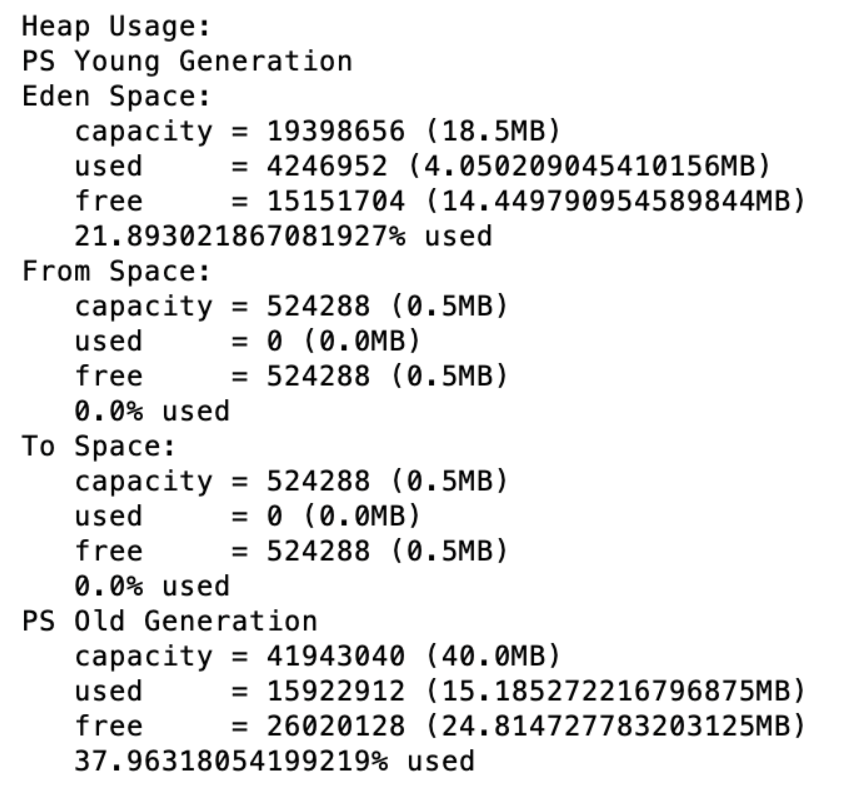 Heap Usage:
PS Young Generation
Eden Space:
   capacity = 19398656 (18.5MB)
   used     = 4246952 (4.050209045410156MB)
   free     = 15151704 (14.449790954589844MB)
   21.893021867081927% used
From Space:
   capacity = 524288 (0.5MB)
   used     = 0 (0.0MB)
   free     = 524288 (0.5MB)
   0.0% used
To Space:
   capacity = 524288 (0.5MB)
   used     = 0 (0.0MB)
   free     = 524288 (0.5MB)
   0.0% used
PS Old Generation
   capacity = 41943040 (40.0MB)
   used     = 15922912 (15.185272216796875MB)
   free     = 26020128 (24.814727783203125MB)
   37.96318054199219% used